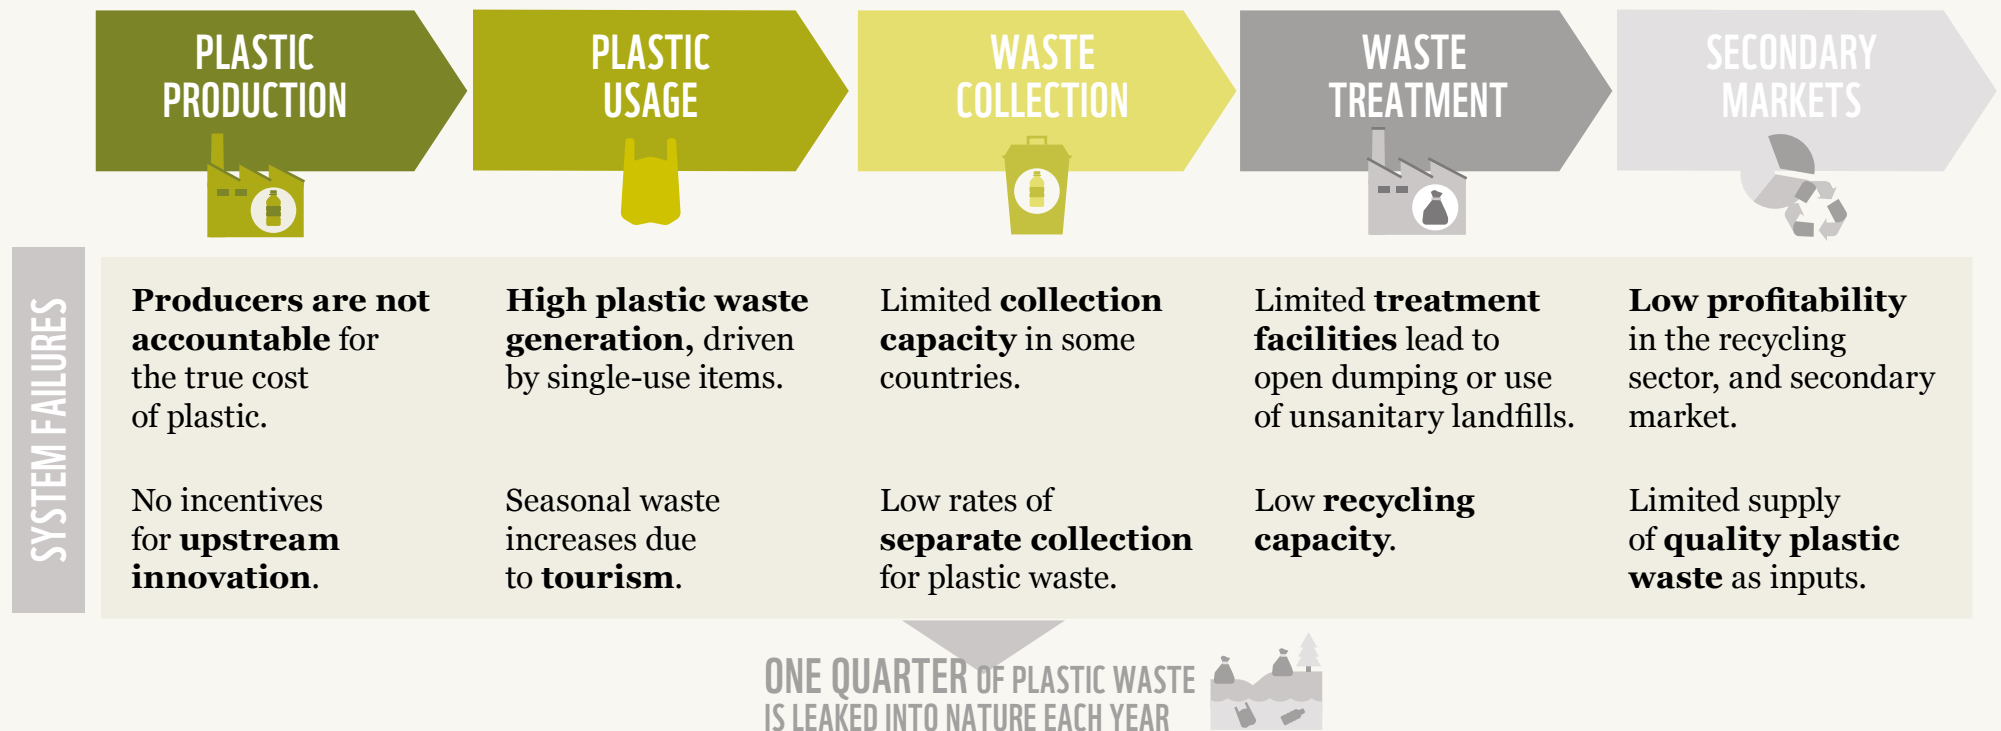 PLASTIC
PRODUCTION
PLASTIC
USAGE
WASTE
COLLECTION
WASTE
TREATMENT
SECONDARY
MARKETS
SYSTEM FAILURES
Producers are not
accountable for
the true cost
of plastic.
No incentives
for upstream
innovation.
High plastic waste
generation, driven
by single-use items.
Seasonal waste
increases due
to tourism.
Limited collection
capacity in some
countries.
Low rates of
separate collection
for plastic waste.
Limited treatment
facilities lead to
open dumping or use
of unsanitary landfills.
Low recycling
capacity.
Low profitability
in the recycling
sector, and secondary
market.
Limited supply
of quality plastic
waste as inputs.
ONE QUARTER OF PLASTIC WASTE
IS LEAKED INTO NATURE EACH YEAR